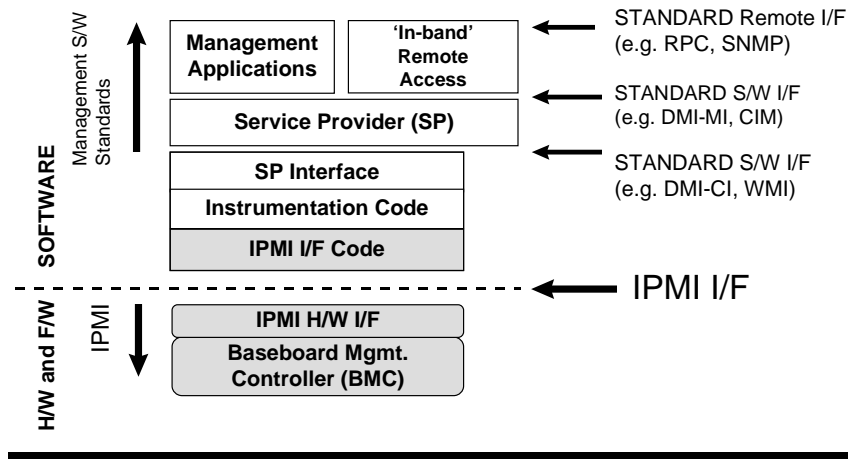 Management S/W
Standards
SOFTWARE
Management
Applications
‘In-band’
Remote
Access
Service Provider (SP)
SP Interface
Instrumentation Code
IPMI I/F Code
STANDARD Remote I/F
(e.g. RPC, SNMP)
STANDARD S/W I/F
(e.g. DMI-MI, CIM)
STANDARD S/W I/F
(e.g. DMI-CI, WMI)
IPMI I/F
H/W and F/W
IPMI
IPMI H/W I/F
Baseboard Mgmt.
Controller (BMC)